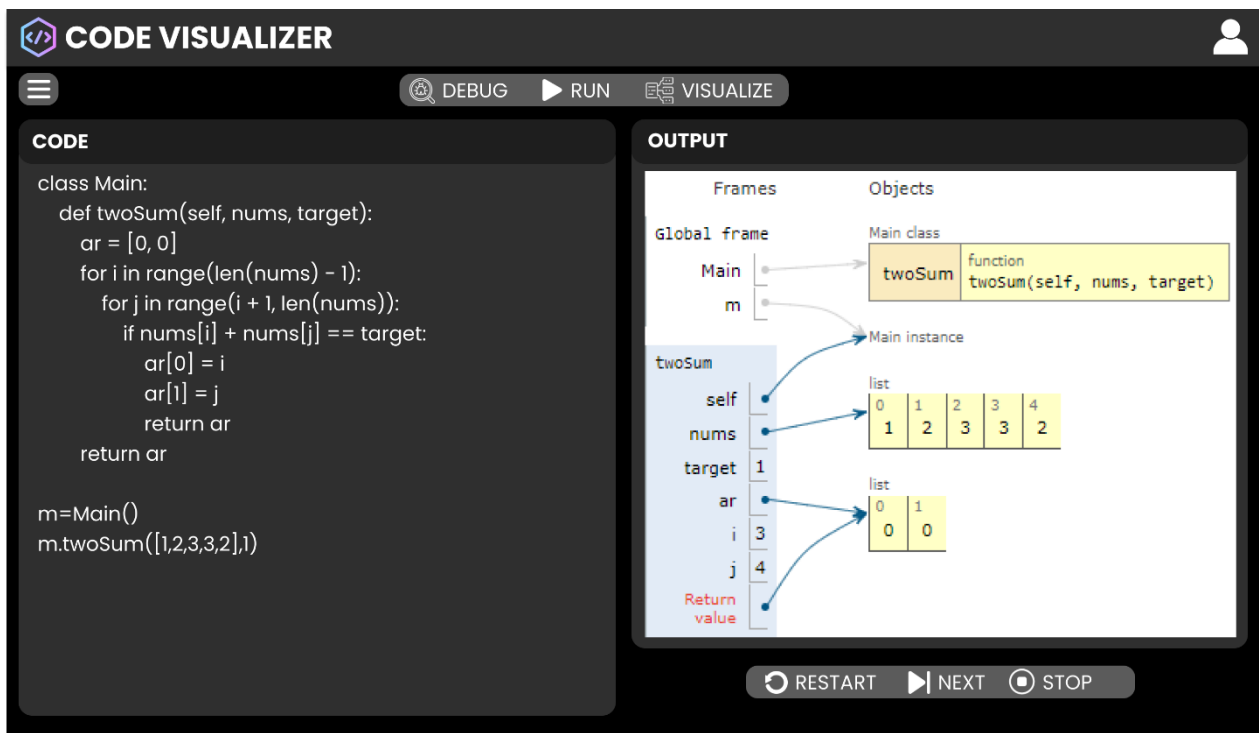 CODE VISUALIZER
DEBUG RUN VISUALIZE
CODE
class Main:
def twoSum(self, nums, target):
ar = [0, 0]
for i in range(len(nums) - 1):
for j in range(i + 1, len(nums)):
if nums[i] + nums[j] == target:
ar[0] = i
ar[1] = j
return ar
return ar
m=Main()
m.twoSum([1,2,3,3,2],1)
OUTPUT
Frames Objects
Global frame
Main
m
Main class
twoSum
function
twoSum(self, nums, target)
Main instance
twoSum
self
nums
target 1
ar
i 3
j 4
Return
value
list
0 1 2 3 4
1 2 3 3 2
list
0 1
0 0
RESTART NEXT STOP